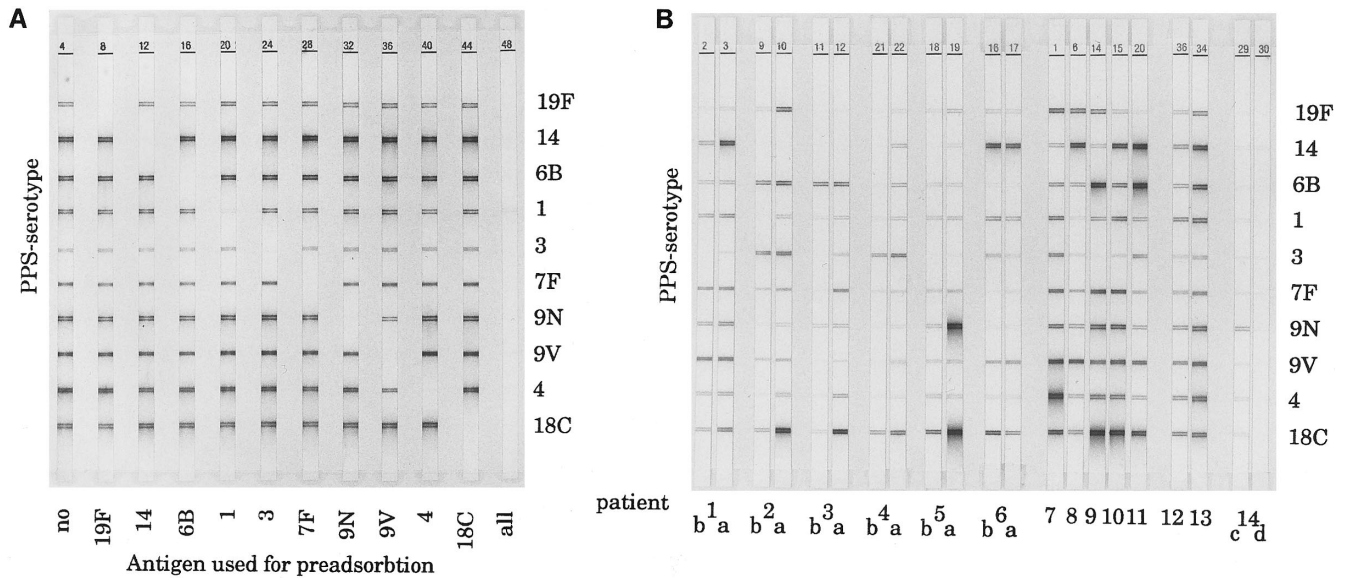 A
4 8 12 16 20 24 28 32 36 40 44 48
PPS-serotype
19F
14
6B
1
3
7F
9N
9V
4
18C
no 19F 14 6B 1 3 7F 9N 9V 4 18C all
Antigen used for preadsorbtion
B
2 3 9 10 11 12 21 22 18 19 16 17 1 6 14 15 20 36 34 29 30
PPS-serotype
19F
14
6B
1
3
7F
9N
9V
4
18C
patient 1 2 3 4 5 6 7 8 9 10 11 12 13 14
b a b a b a b a b a b a c d